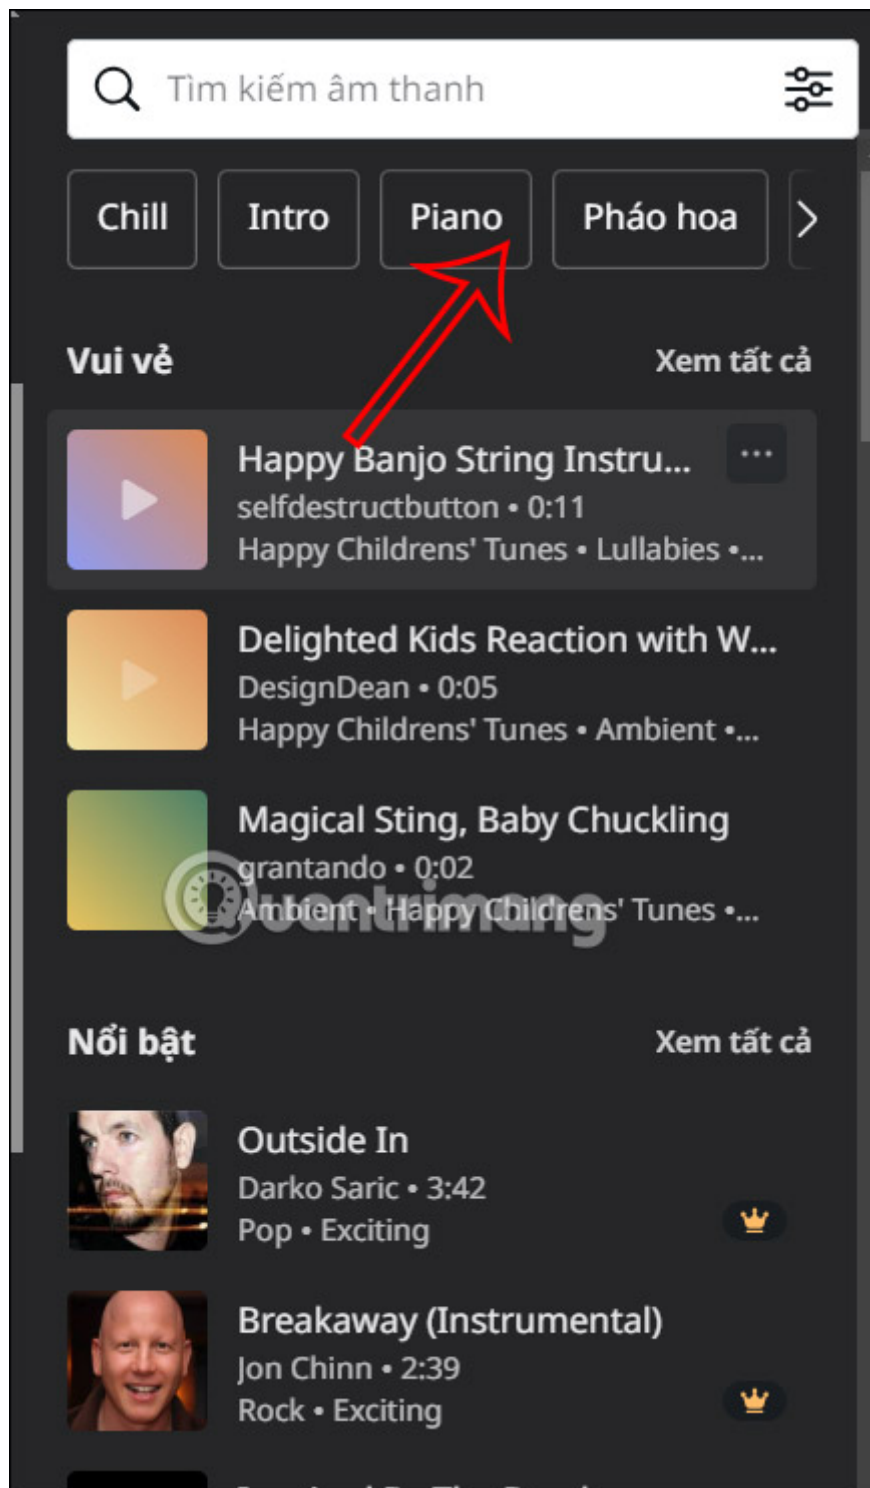 Tìm kiếm âm thanh
Chill
Intro
Piano
Pháo hoa
Vui vẻ
Xem tất cả
Happy Banjo String Instru...
selfdestructbutton • 0:11
Happy Childrens' Tunes • Lullabies •...
Delighted Kids Reaction with W...
DesignDean • 0:05
Happy Childrens' Tunes • Ambient •...
Magical Sting, Baby Chuckling
grantando • 0:02
Ambient • Happy Childrens' Tunes •...
Quantrimang
Nổi bật
Xem tất cả
Outside In
Darko Saric • 3:42
Pop • Exciting
Breakaway (Instrumental)
Jon Chinn • 2:39
Rock • Exciting